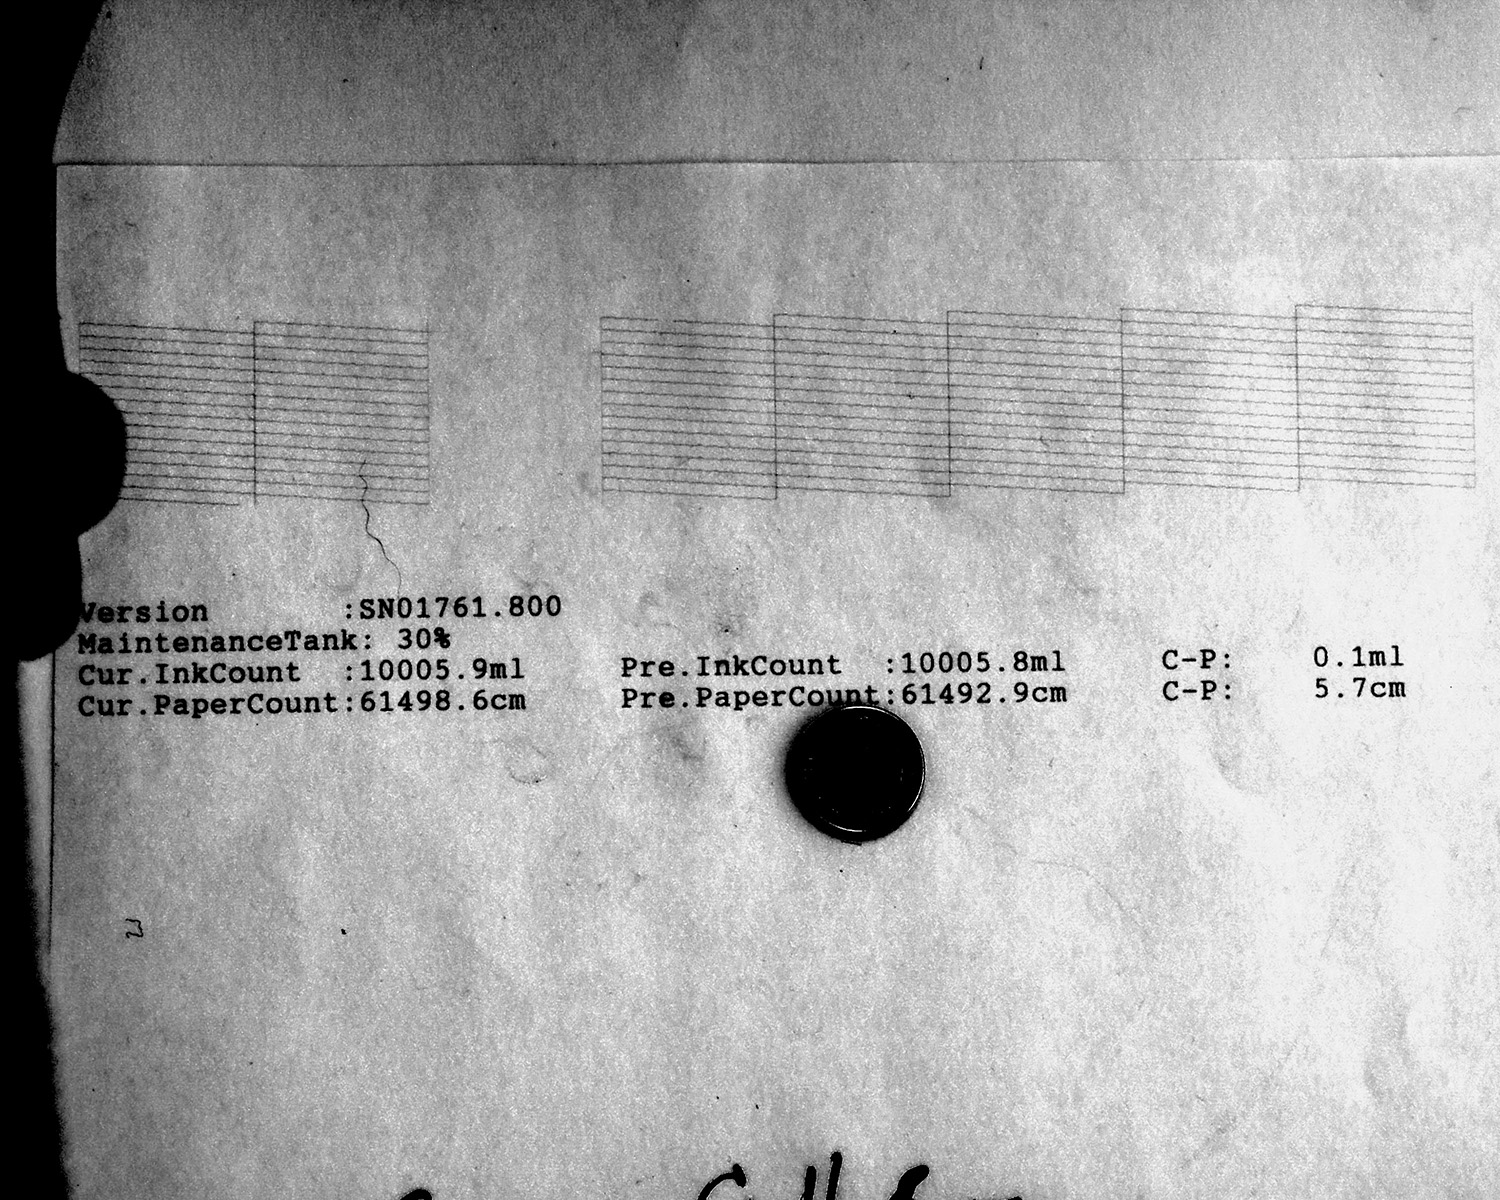 Version :SN01761.800
MaintenanceTank: 30%
Cur.InkCount :10005.9ml Pre.InkCount :10005.8ml C-P: 0.1ml
Cur.PaperCount:61498.6cm Pre.PaperCount:61492.9cm C-P: 5.7cm